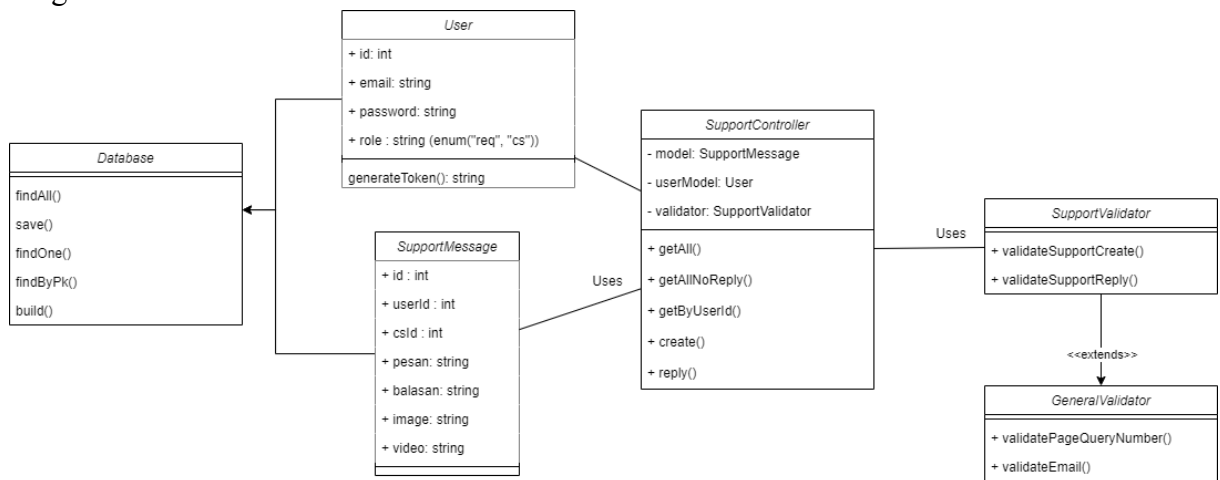 User
+ id: int
+ email: string
+ password: string
+ role : string (enum("req", "cs"))
generateToken(): string
Database
findAll()
save()
findOne()
findByPk()
build()
SupportMessage
+ id : int
+ userId : int
+ csId : int
+ pesan: string
+ balasan: string
+ image: string
+ video: string
Uses
SupportController
- model: SupportMessage
- userModel: User
- validator: SupportValidator
+ getAll()
+ getAllNoReply()
+ getByUserId()
+ create()
+ reply()
Uses
SupportValidator
+ validateSupportCreate()
+ validateSupportReply()
<<extends>>
GeneralValidator
+ validatePageQueryNumber()
+ validateEmail()